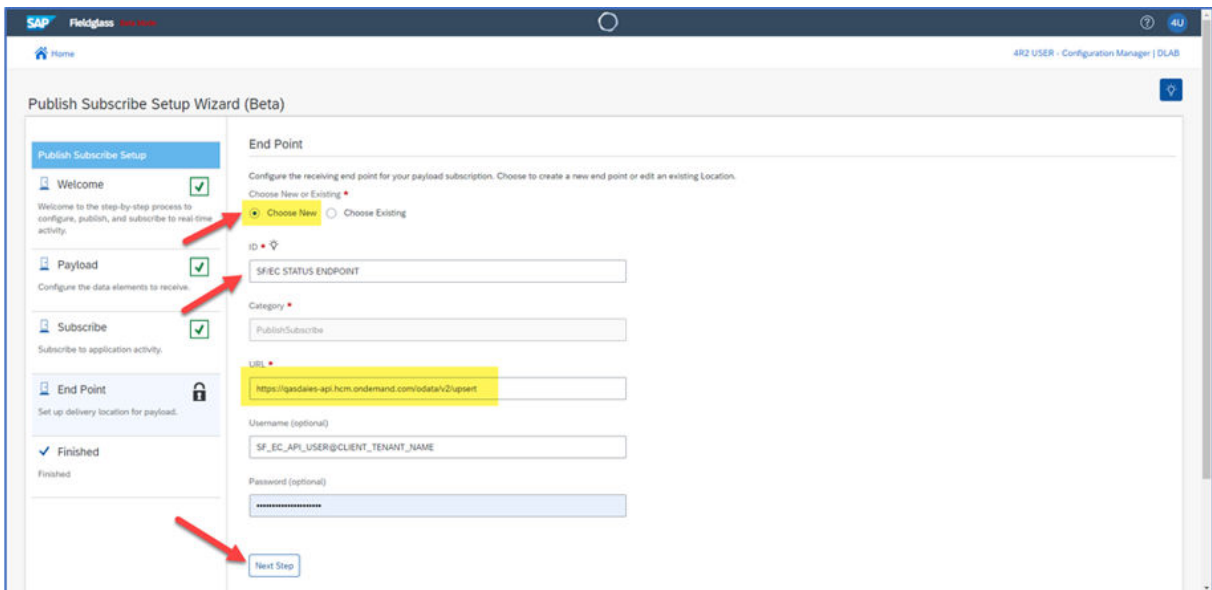 SAP Fieldglass
4U
Home
4R2 USER - Configuration Manager | DLAB
Publish Subscribe Setup Wizard (Beta)
Publish Subscribe Setup
Welcome
Welcome to the step-by-step process to
configure, publish, and subscribe to real-time
activity.
Payload
Configure the data elements to receive.
Subscribe
Subscribe to application activity.
End Point
Set up delivery location for payload.
Finished
Finished
End Point
Configure the receiving end point for your payload subscription. Choose to create a new end point or edit an existing Location.
Choose New or Existing *
Choose New Choose Existing
ID *
SF/EC STATUS ENDPOINT
Category *
PublishSubscribe
URL *
https://qasdaies-api.hcm.ondemand.com/odata/v2/upsert
Username (optional)
SF_EC_API_USER@CLIENT_TENANT_NAME
Password (optional)
Next Step